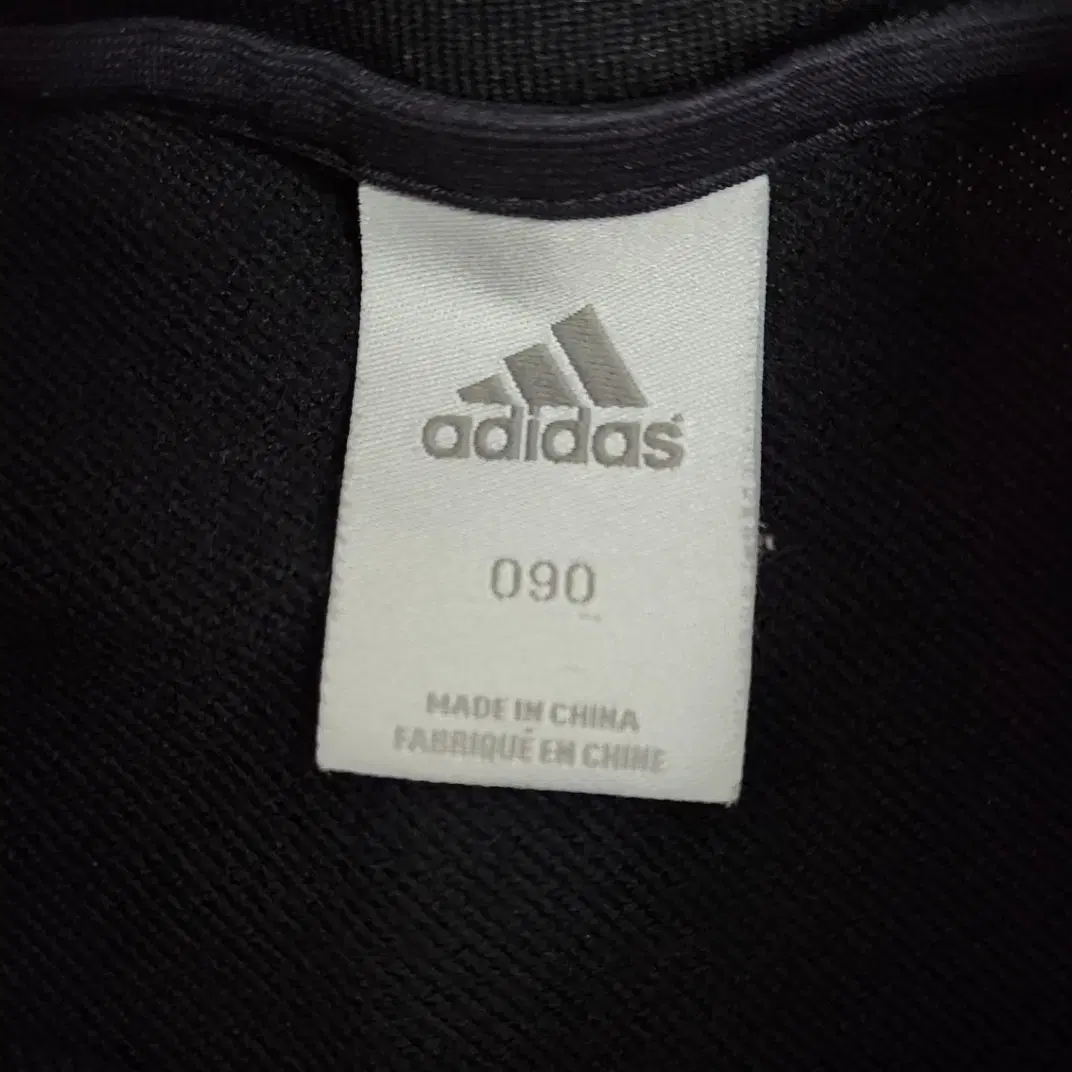 adidas
090
MADE IN CHINA
FABRIQUÉ EN CHINE